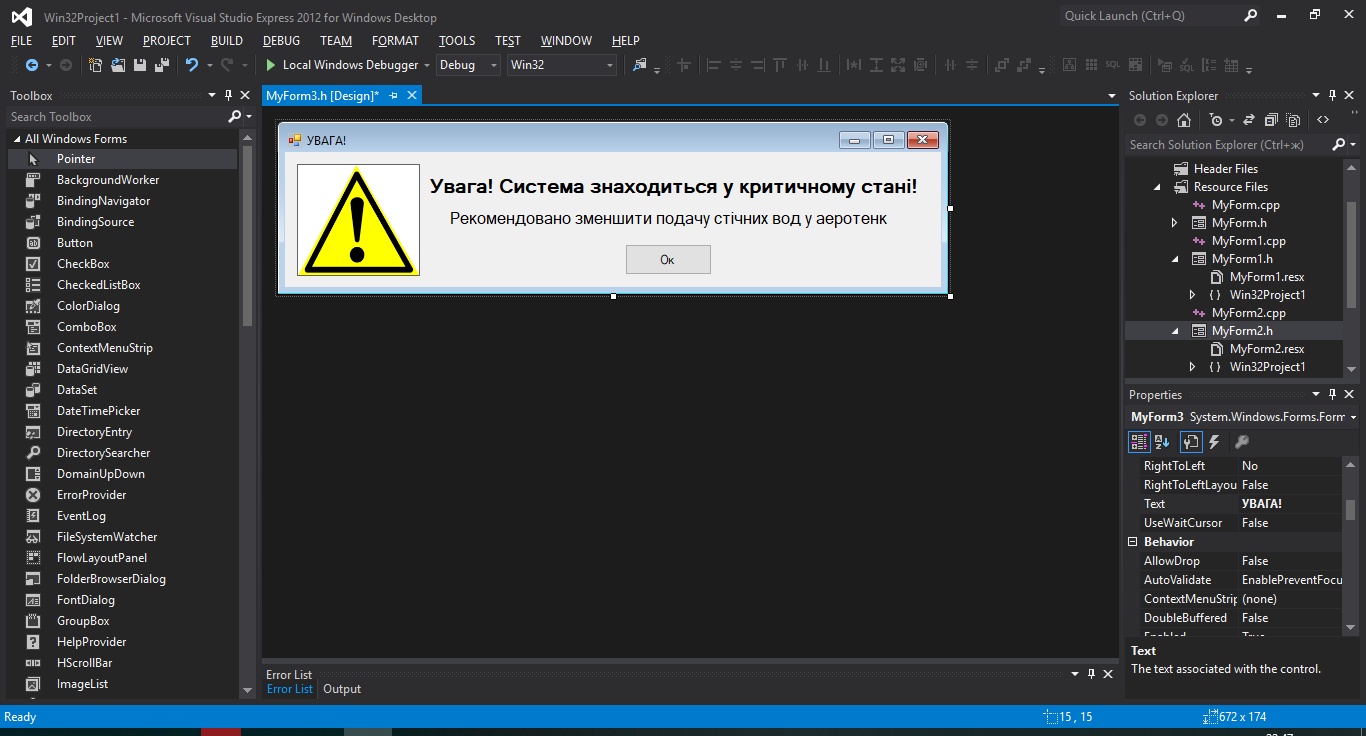 Win32Project1 - Microsoft Visual Studio Express 2012 for Windows Desktop
Quick Launch (Ctrl+Q)
FILE EDIT VIEW PROJECT BUILD DEBUG TEAM FORMAT TOOLS TEST WINDOW HELP
Local Windows Debugger Debug Win32
Toolbox
Search Toolbox
All Windows Forms
Pointer
BackgroundWorker
BindingNavigator
BindingSource
Button
CheckBox
CheckedListBox
ColorDialog
ComboBox
ContextMenuStrip
DataGridView
DataSet
DateTimePicker
DirectoryEntry
DirectorySearcher
DomainUpDown
ErrorProvider
EventLog
FileSystemWatcher
FlowLayoutPanel
FolderBrowserDialog
FontDialog
GroupBox
HelpProvider
HScrollBar
ImageList
MyForm3.h [Design]*
УВАГА!
Увага! Система знаходиться у критичному стані!
Рекомендовано зменшити подачу стічних вод у аеротенк
Ок
Error List
Error List Output
Solution Explorer
Search Solution Explorer (Ctrl+ж)
Header Files
Resource Files
MyForm.cpp
MyForm.h
MyForm1.cpp
MyForm1.h
MyForm1.resx
Win32Project1
MyForm2.cpp
MyForm2.h
MyForm2.resx
Win32Project1
Properties
MyForm3 System.Windows.Forms.Form
RightToLeft No
RightToLeftLayou False
Text УВАГА!
UseWaitCursor False
Behavior
AllowDrop False
AutoValidate EnablePreventFocu
ContextMenuStrip (none)
DoubleBuffered False
Enabled True
Text
The text associated with the control.
Ready
15 , 15
672 x 174